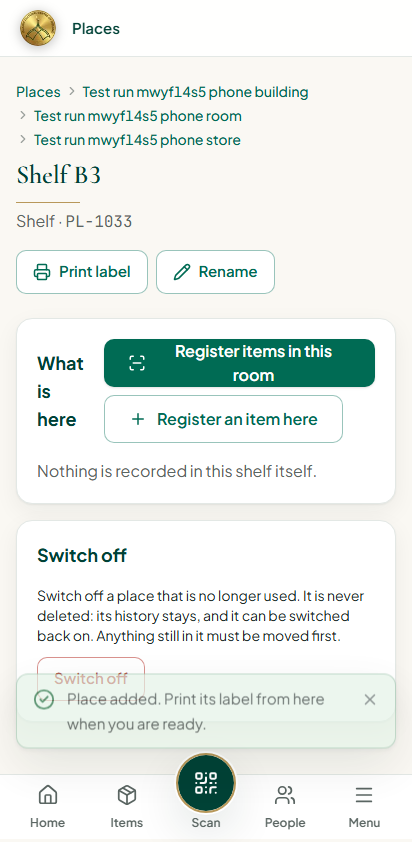 Places
Places > Test run mwyf14s5 phone building
> Test run mwyf14s5 phone room
> Test run mwyf14s5 phone store
Shelf B3
Shelf · PL-1033
Print label
Rename
What is here
Register items in this room
Register an item here
Nothing is recorded in this shelf itself.
Switch off
Switch off a place that is no longer used. It is never
deleted: its history stays, and it can be switched
back on. Anything still in it must be moved first.
Switch off
Place added. Print its label from here
when you are ready.
Home
Items
Scan
People
Menu